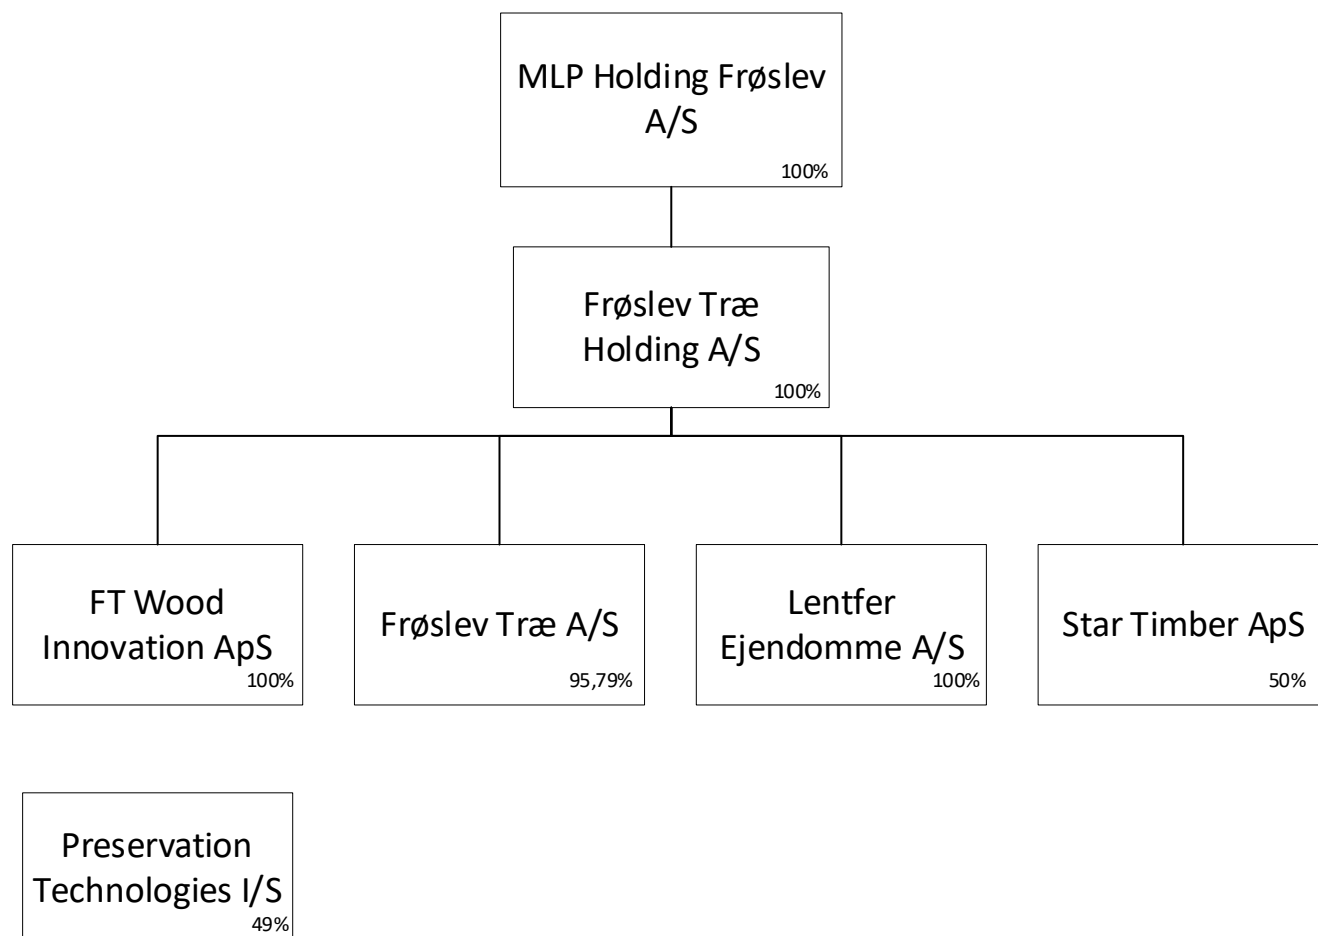 MLP Holding Frøslev
A/S
100%
Frøslev Træ
Holding A/S
100%
FT Wood
Innovation ApS
100%
Frøslev Træ A/S
95,79%
Lentfer
Ejendomme A/S
100%
Star Timber ApS
50%
Preservation
Technologies I/S
49%